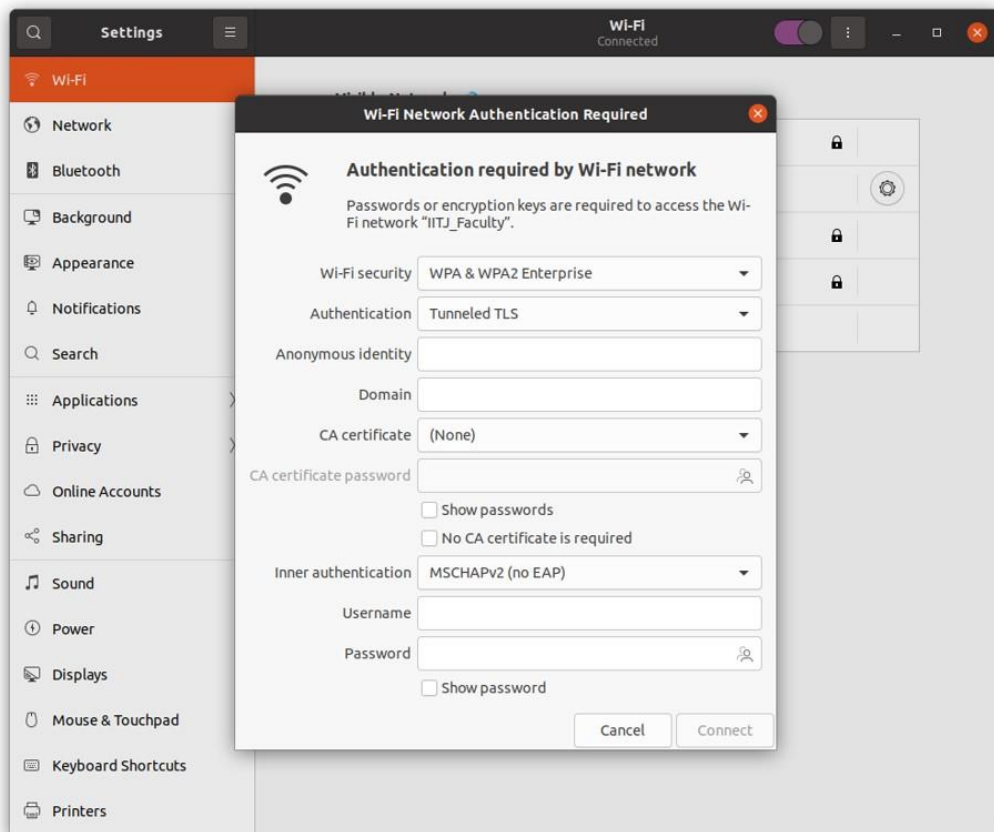 Settings
Wi-Fi
Connected
Wi-Fi
Network
Bluetooth
Background
Appearance
Notifications
Search
Applications
Privacy
Online Accounts
Sharing
Sound
Power
Displays
Mouse & Touchpad
Keyboard Shortcuts
Printers
Wi-Fi Network Authentication Required
Authentication required by Wi-Fi network
Passwords or encryption keys are required to access the Wi-
Fi network “IITJ_Faculty”.
Wi-Fi security WPA & WPA2 Enterprise
Authentication Tunneled TLS
Anonymous identity
Domain
CA certificate (None)
CA certificate password
Show passwords
No CA certificate is required
Inner authentication MSCHAPv2 (no EAP)
Username
Password
Show password
Cancel Connect